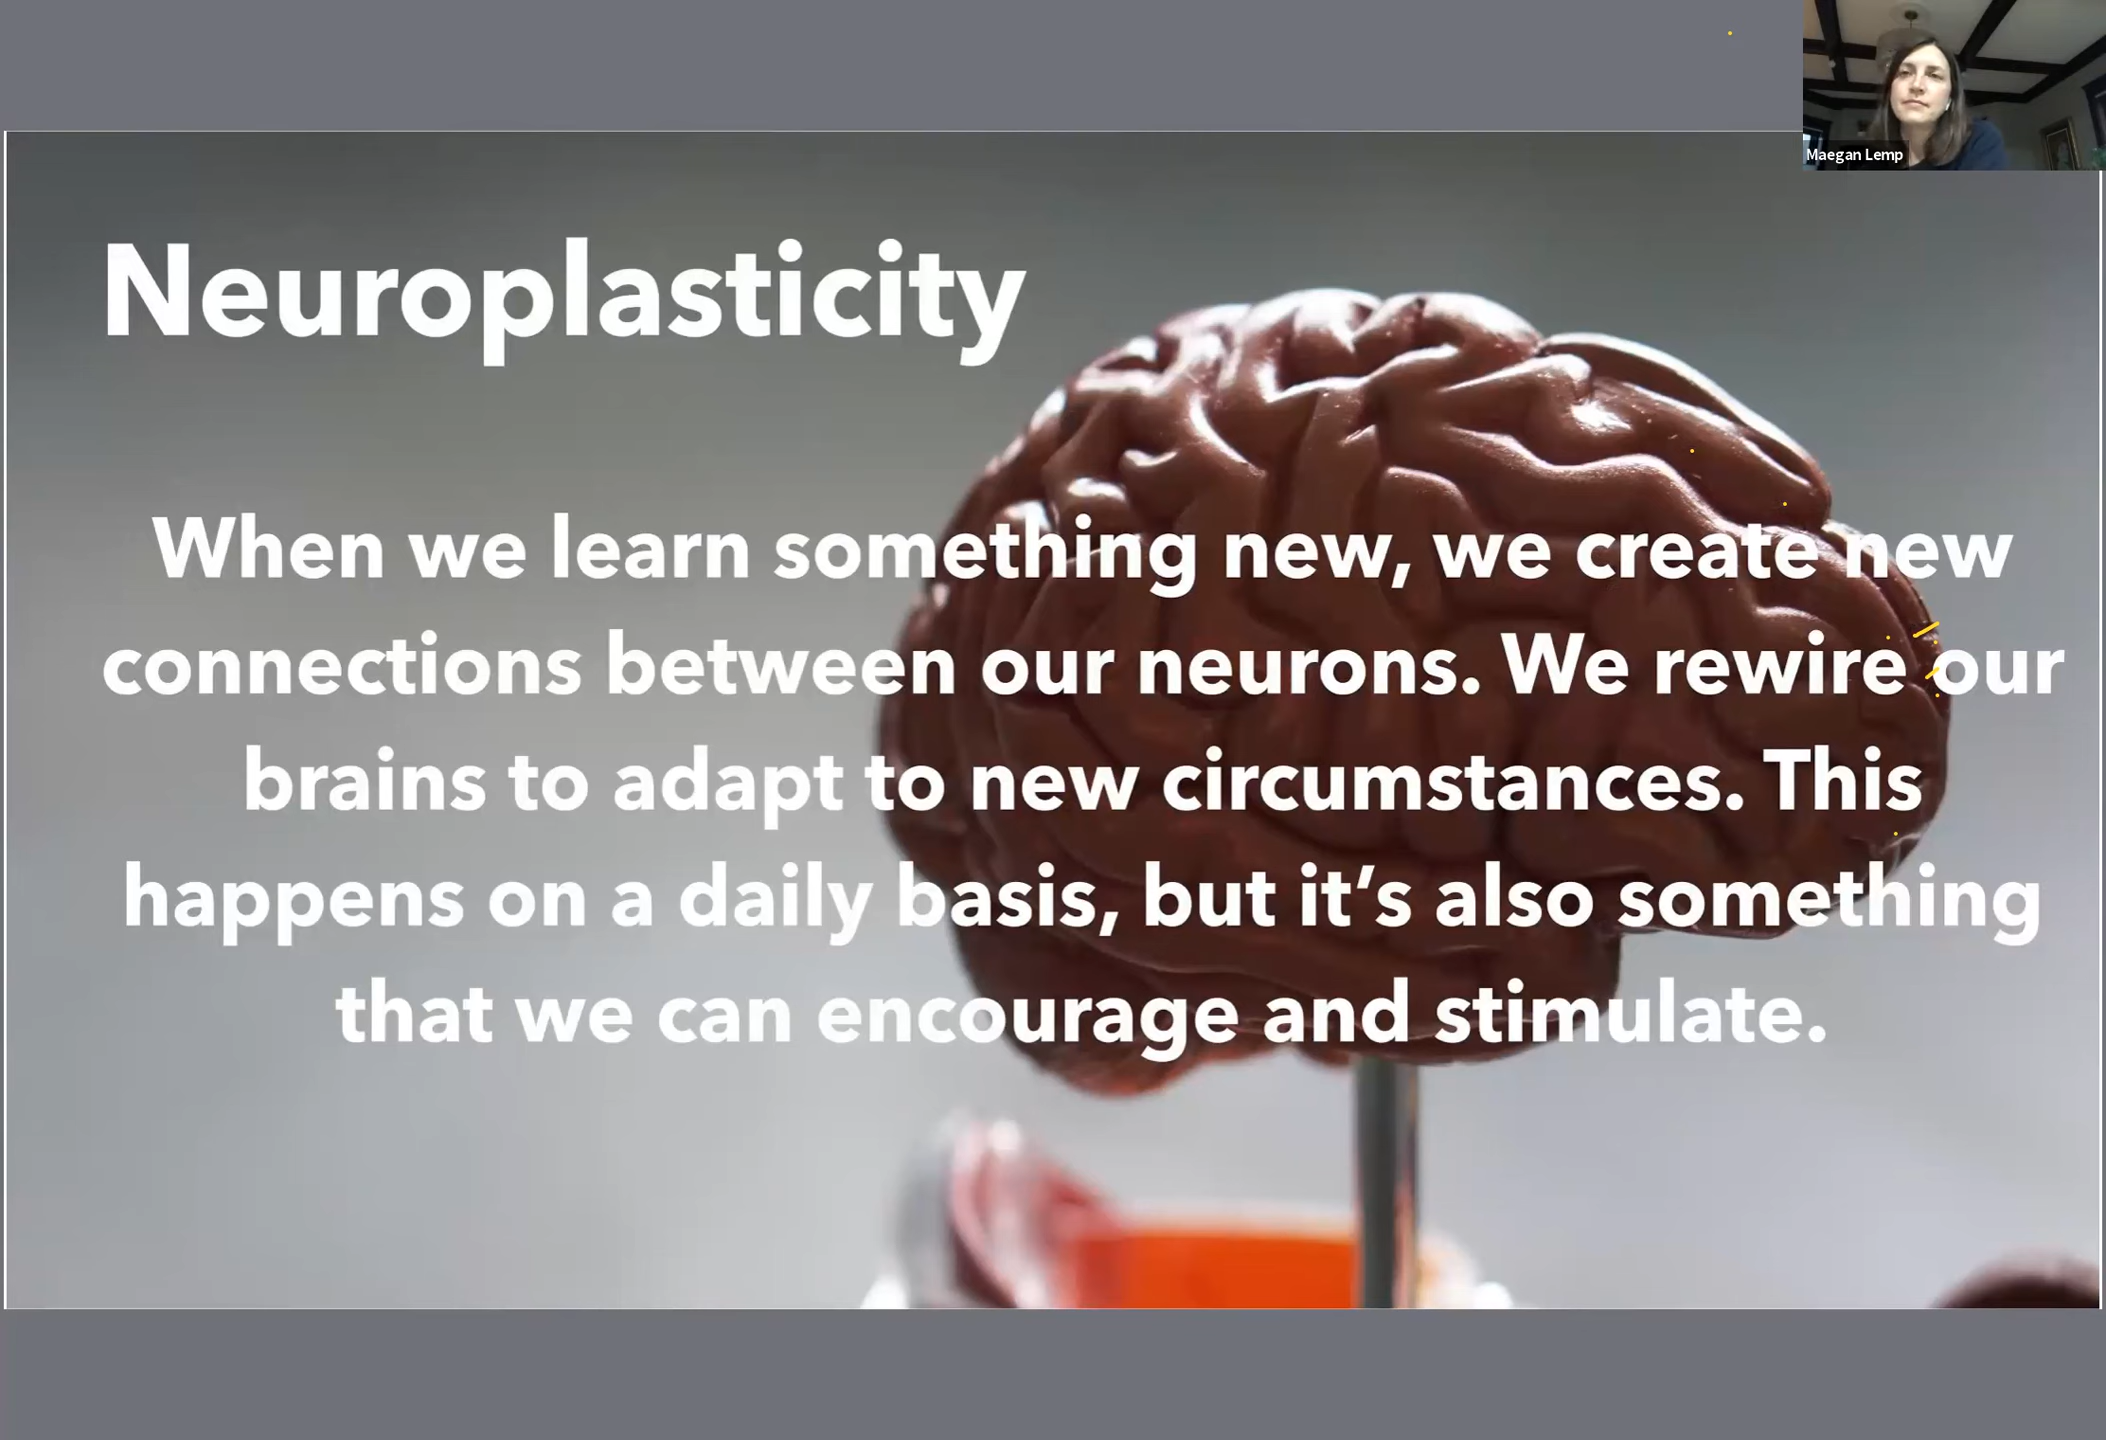 Maegan Lemp
Neuroplasticity
When we learn something new, we create new
connections between our neurons. We rewire our
brains to adapt to new circumstances. This
happens on a daily basis, but it’s also something
that we can encourage and stimulate.